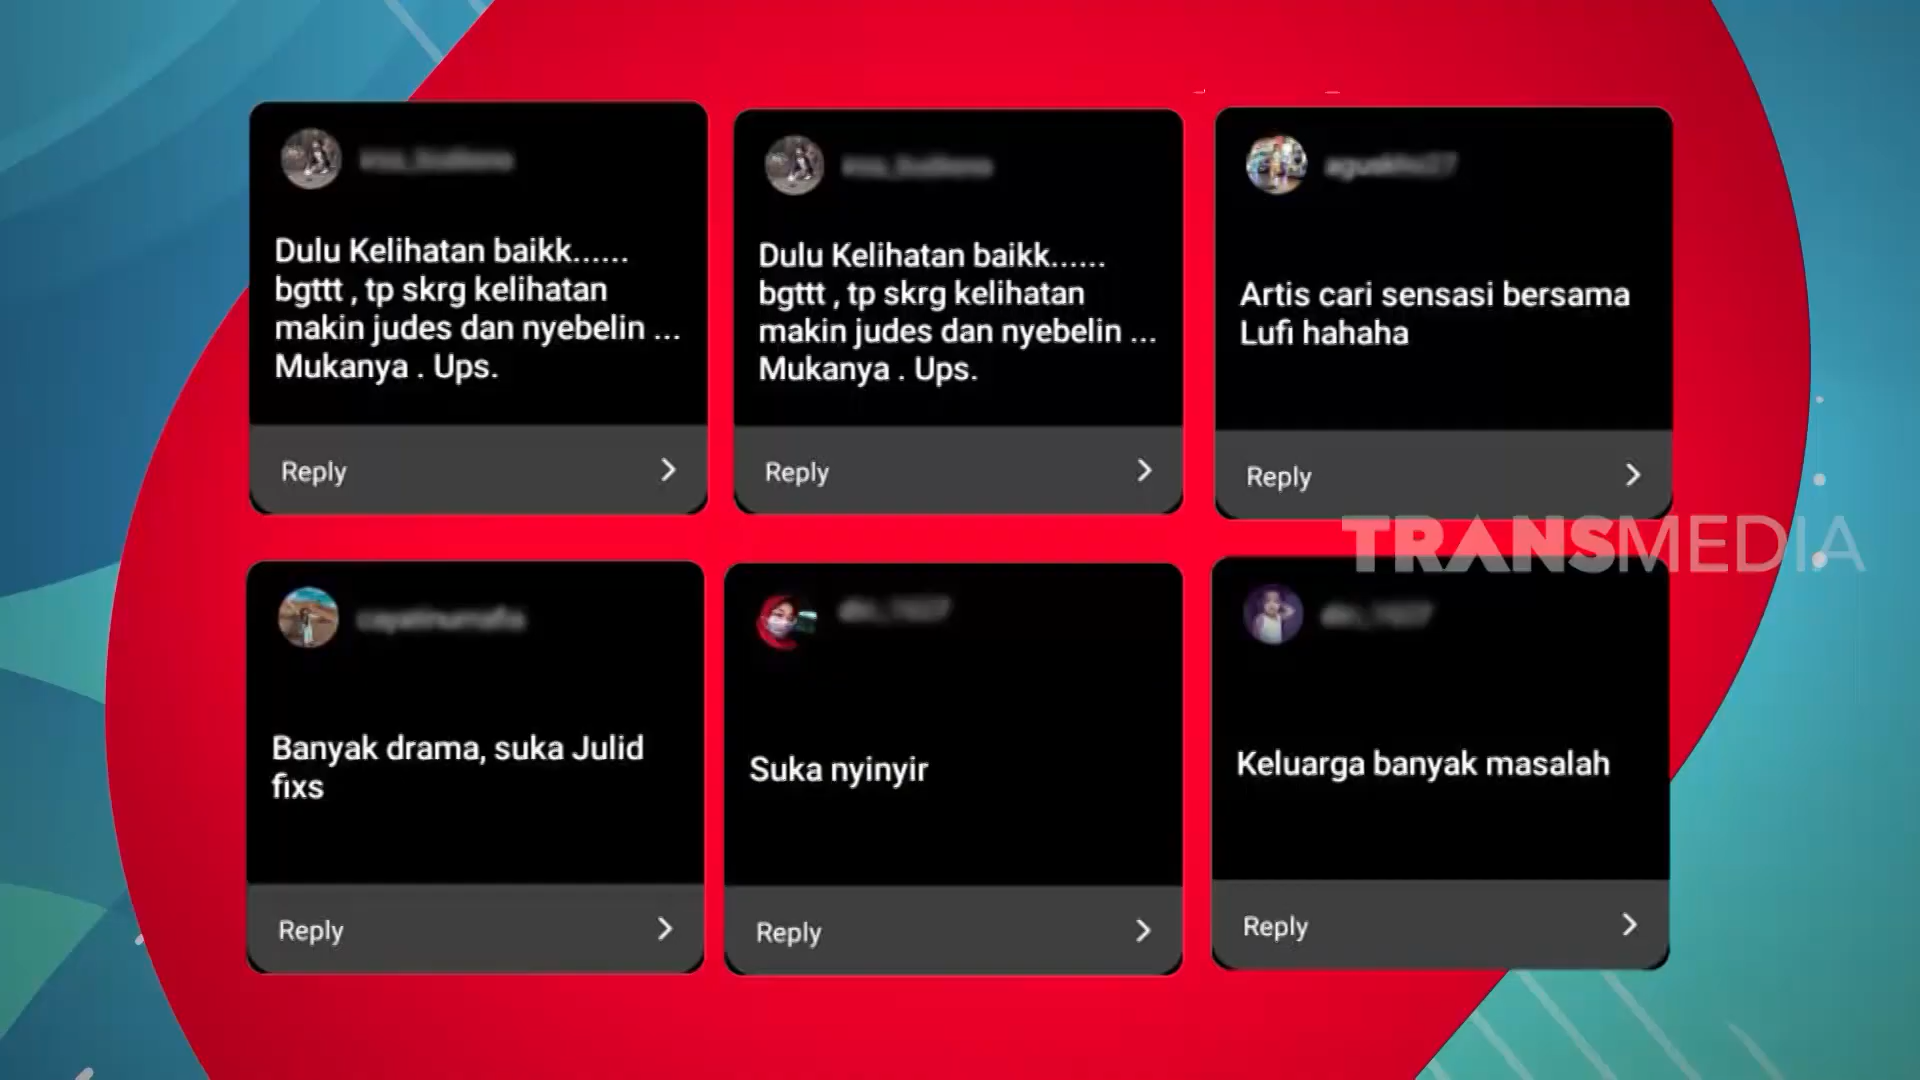 Dulu Kelihatan baikk......
bgttt , tp skrg kelihatan
makin judes dan nyebelin ...
Mukanya . Ups.
Reply
Dulu Kelihatan baikk......
bgttt , tp skrg kelihatan
makin judes dan nyebelin ...
Mukanya . Ups.
Reply
Artis cari sensasi bersama
Lufi hahaha
Reply
TRANSMEDIA
Banyak drama, suka Julid
fixs
Reply
Suka nyinyir
Reply
Keluarga banyak masalah
Reply